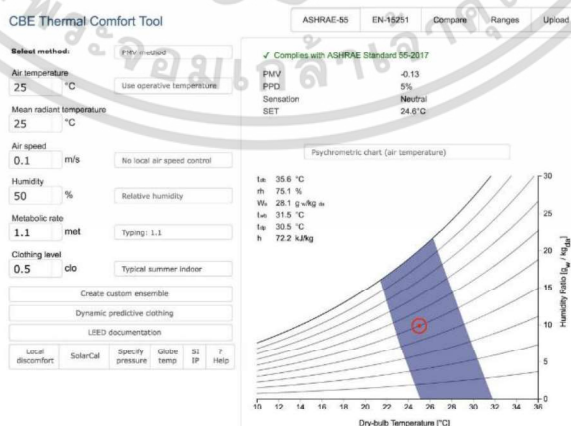 CBE Thermal Comfort Tool
ASHRAE-55 EN-15251 Compare Ranges Upload
Select method: PMV method
Air temperature
25 °C Use operative temperature
Mean radiant temperature
25 °C
Air speed
0.1 m/s No local air speed control
Humidity
50 % Relative humidity
Metabolic rate
1.1 met Typing: 1.1
Clothing level
0.5 clo Typical summer indoor
Create custom ensemble
Dynamic predictive clothing
LEED documentation
Local discomfort SolarCal Specify pressure Globe temp SI IP ? Help
✓ Complies with ASHRAE Standard 55-2017
PMV -0.13
PPD 5%
Sensation Neutral
SET 24.6°C
Psychrometric chart (air temperature)
tdb 35.6 °C
rh 75.1 %
Wa 28.1 g w/kg da
twb 31.5 °C
tdp 30.5 °C
h 72.2 kJ/kg
30
25
20
15
10
5
0
Humidity Ratio [gw / kgda]
10 12 14 16 18 20 22 24 26 28 30 32 34 36
Dry-bulb Temperature [°C]